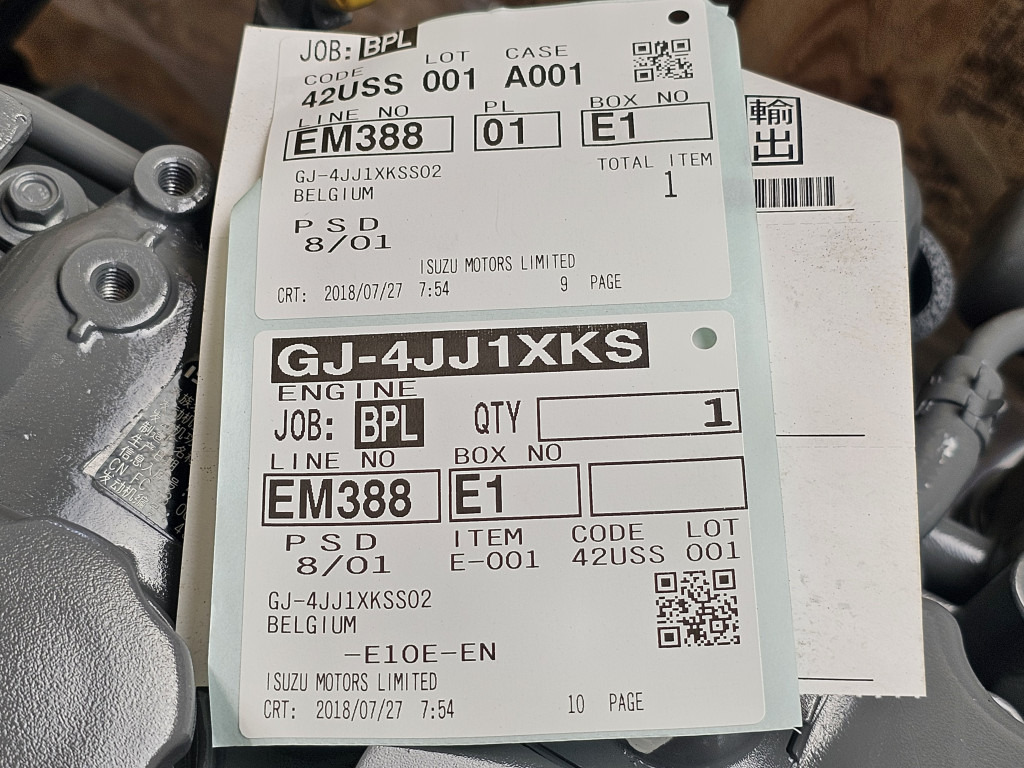 JOB: BPL LOT CASE
CODE
42USS 001 A001
LINE NO PL BOX NO
EM388 01 E1
GJ-4JJ1XKSS02 TOTAL ITEM
BELGIUM 1
PSD
8/01
ISUZU MOTORS LIMITED
CRT: 2018/07/27 7:54 9 PAGE
輸出
GJ-4JJ1XKS
ENGINE
JOB: BPL QTY 1
LINE NO BOX NO
EM388 E1
PSD ITEM CODE LOT
8/01 E-001 42USS 001
GJ-4JJ1XKSS02
BELGIUM
-E10E-EN
ISUZU MOTORS LIMITED
CRT: 2018/07/27 7:54 10 PAGE